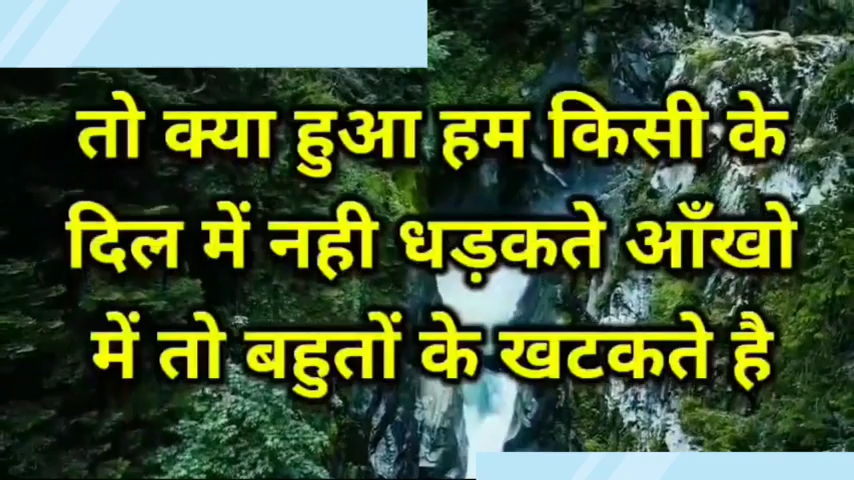 तो क्या हुआ हम किसी के
दिल में नही धड़कते आँखो
में तो बहुतों के खटकते है